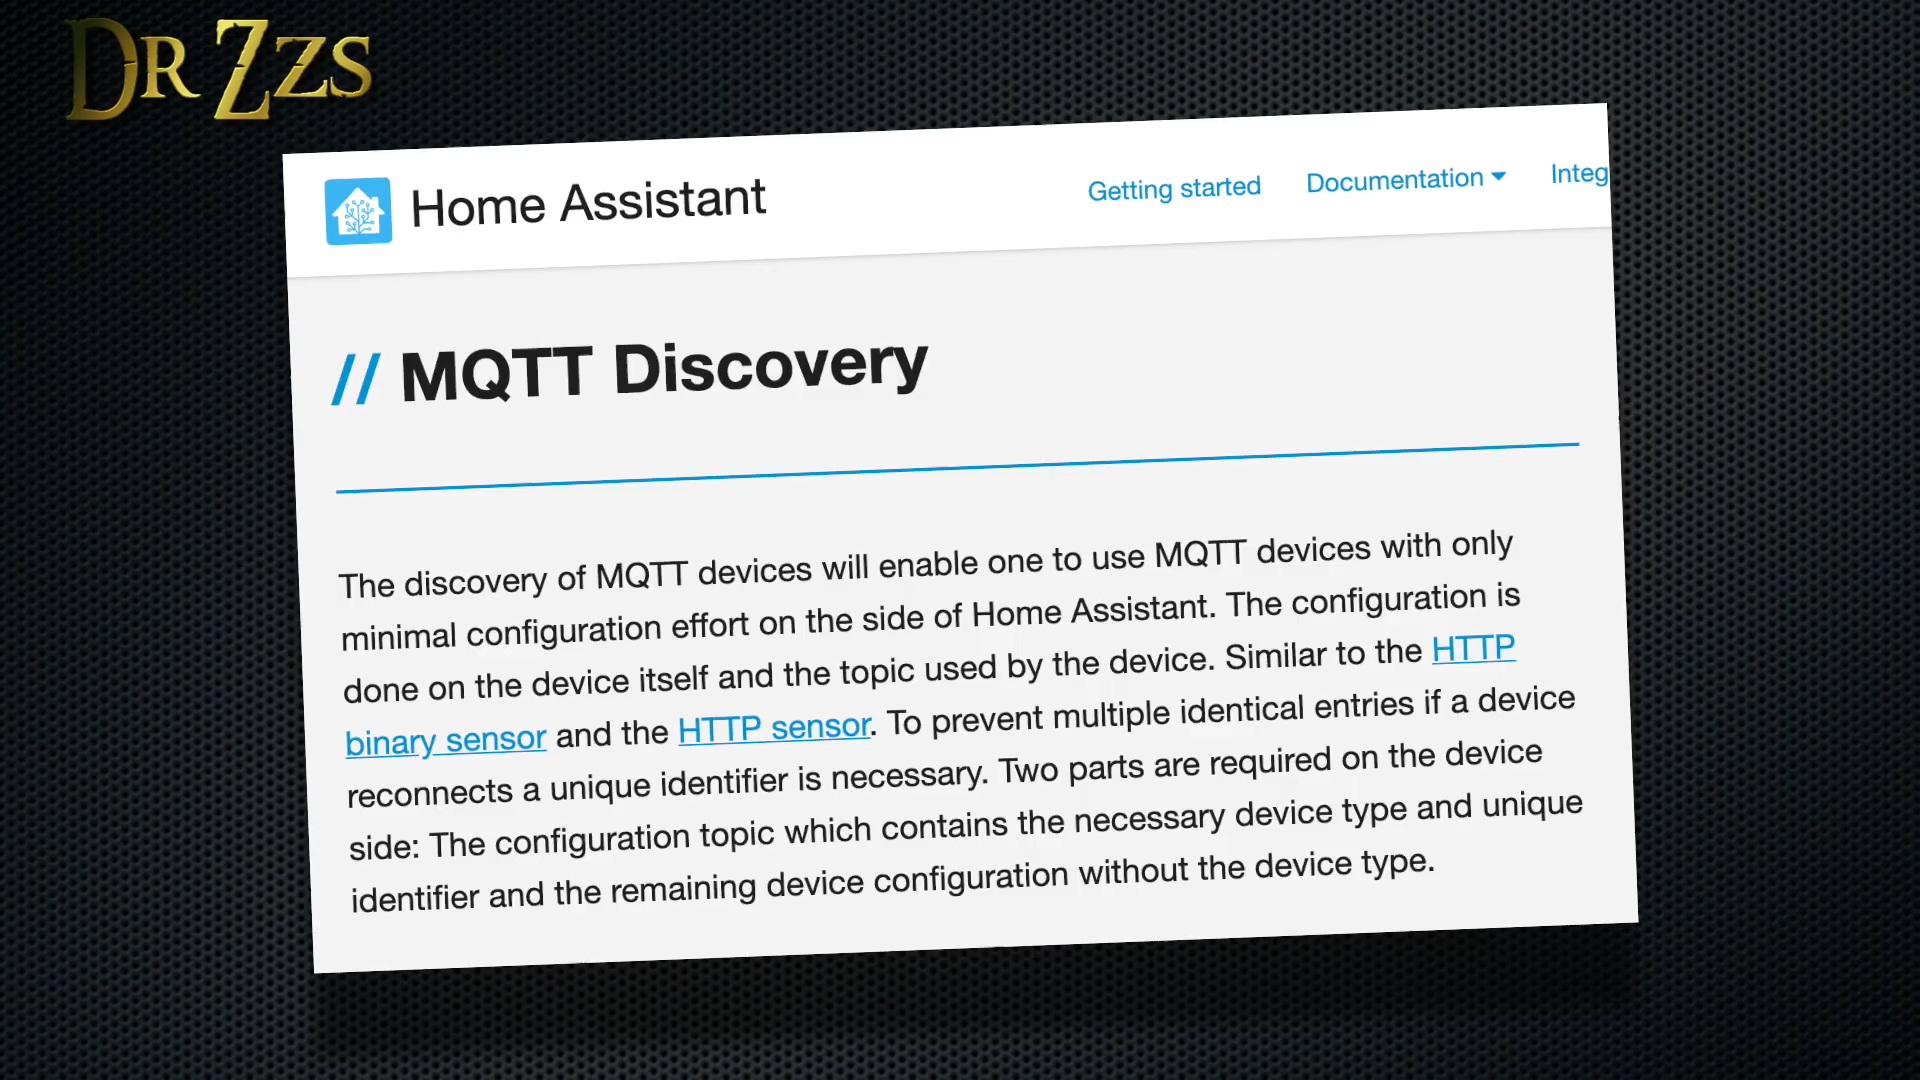 DR ZZS
Home Assistant
Getting started
Documentation
Integ
// MQTT Discovery
The discovery of MQTT devices will enable one to use MQTT devices with only
minimal configuration effort on the side of Home Assistant. The configuration is
done on the device itself and the topic used by the device. Similar to the HTTP
binary sensor and the HTTP sensor. To prevent multiple identical entries if a device
reconnects a unique identifier is necessary. Two parts are required on the device
side: The configuration topic which contains the necessary device type and unique
identifier and the remaining device configuration without the device type.